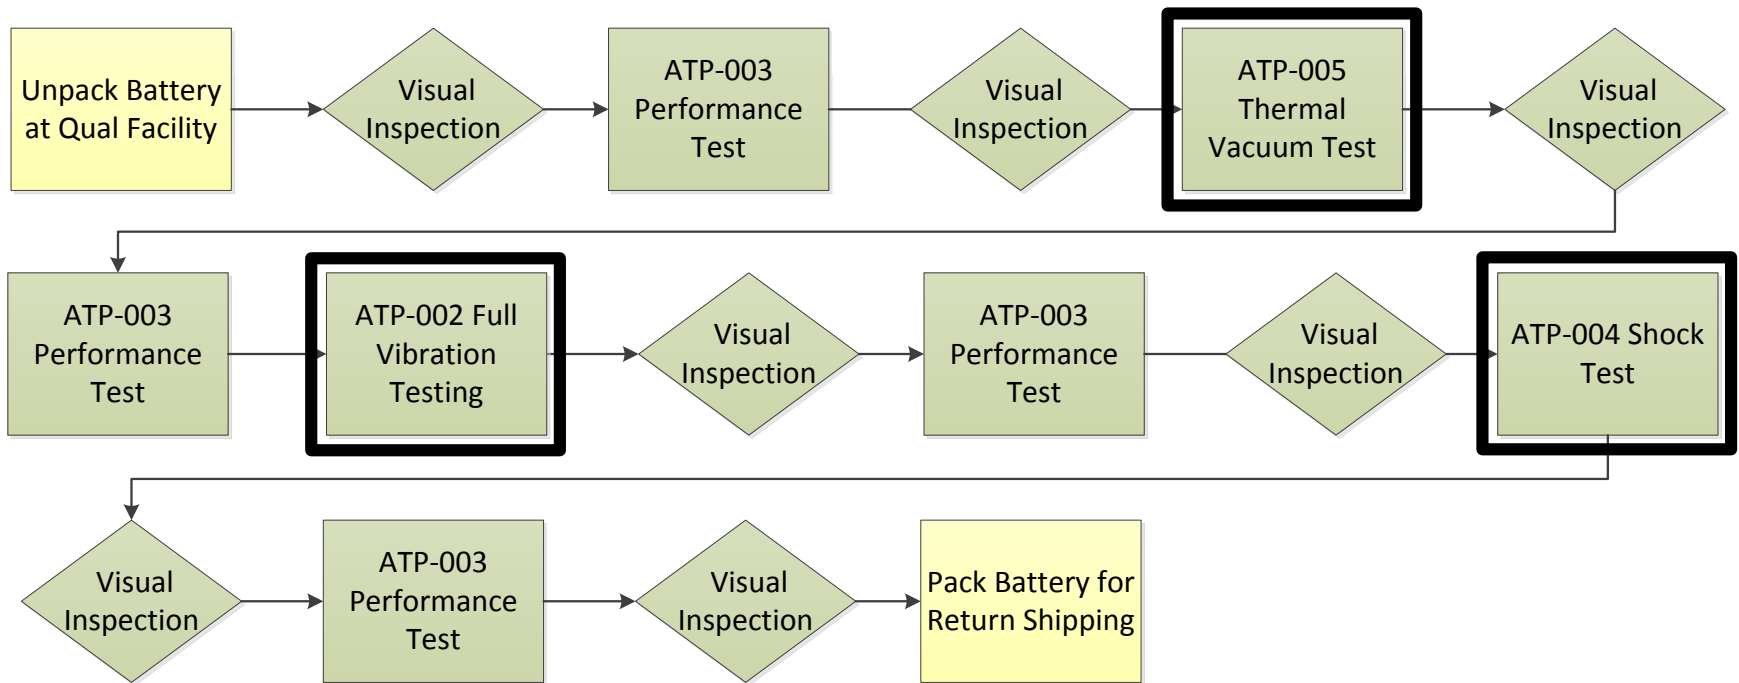 Unpack Battery
at Qual Facility
Visual
Inspection
ATP-003
Performance
Test
Visual
Inspection
ATP-005
Thermal
Vacuum Test
Visual
Inspection
ATP-003
Performance
Test
ATP-002 Full
Vibration
Testing
Visual
Inspection
ATP-003
Performance
Test
Visual
Inspection
ATP-004 Shock
Test
Visual
Inspection
ATP-003
Performance
Test
Visual
Inspection
Pack Battery for
Return Shipping